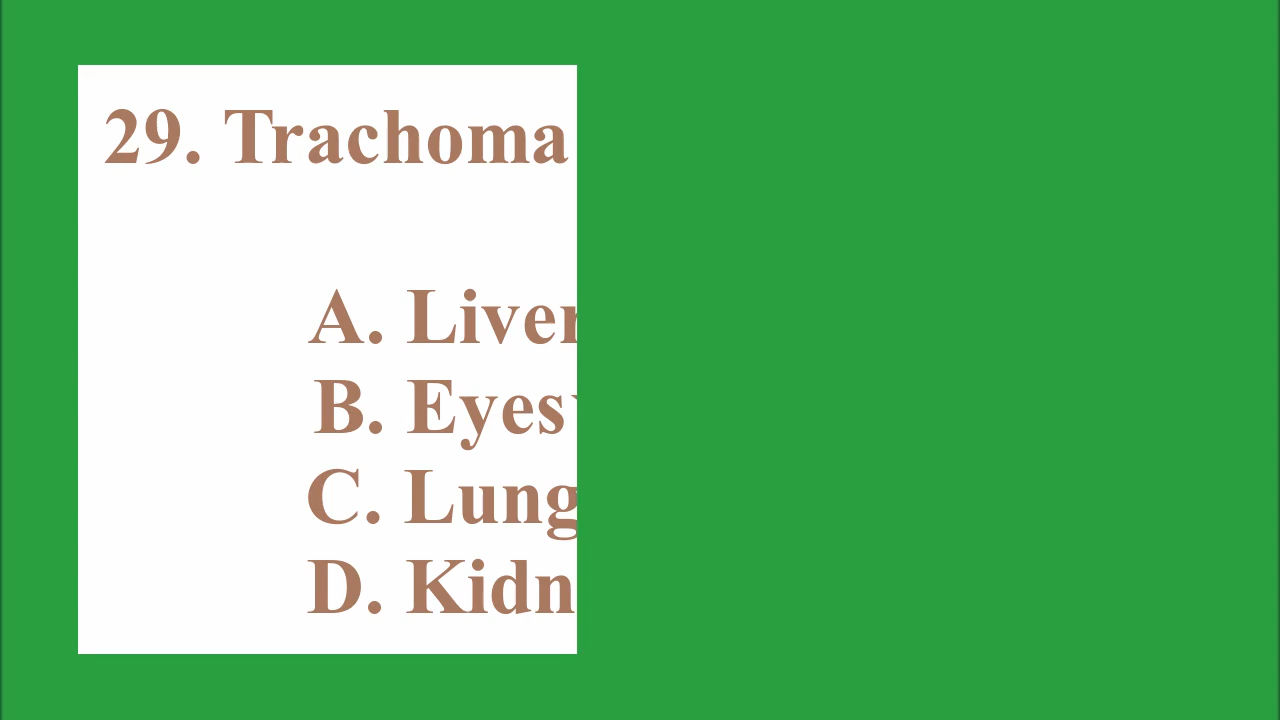 29. Trachoma
A. Liver
B. Eyes
C. Lung
D. Kidn